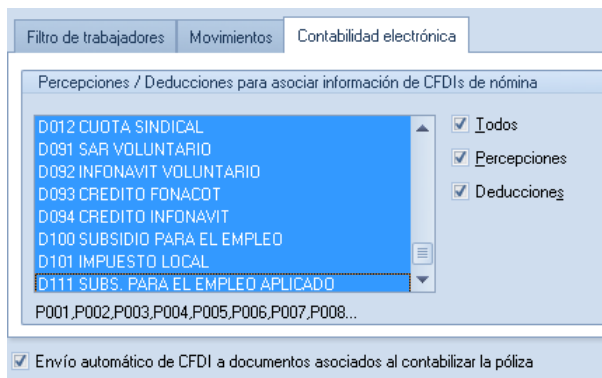 Filtro de trabajadores Movimientos Contabilidad electrónica
Percepciones / Deducciones para asociar información de CFDIs de nómina
D012 CUOTA SINDICAL
D091 SAR VOLUNTARIO
D092 INFONAVIT VOLUNTARIO
D093 CREDITO FONACOT
D094 CREDITO INFONAVIT
D100 SUBSIDIO PARA EL EMPLEO
D101 IMPUESTO LOCAL
D111 SUBS. PARA EL EMPLEO APLICADO
Todos
Percepciones
Deducciones
P001,P002,P003,P004,P005,P006,P007,P008...
Envío automático de CFDI a documentos asociados al contabilizar la póliza